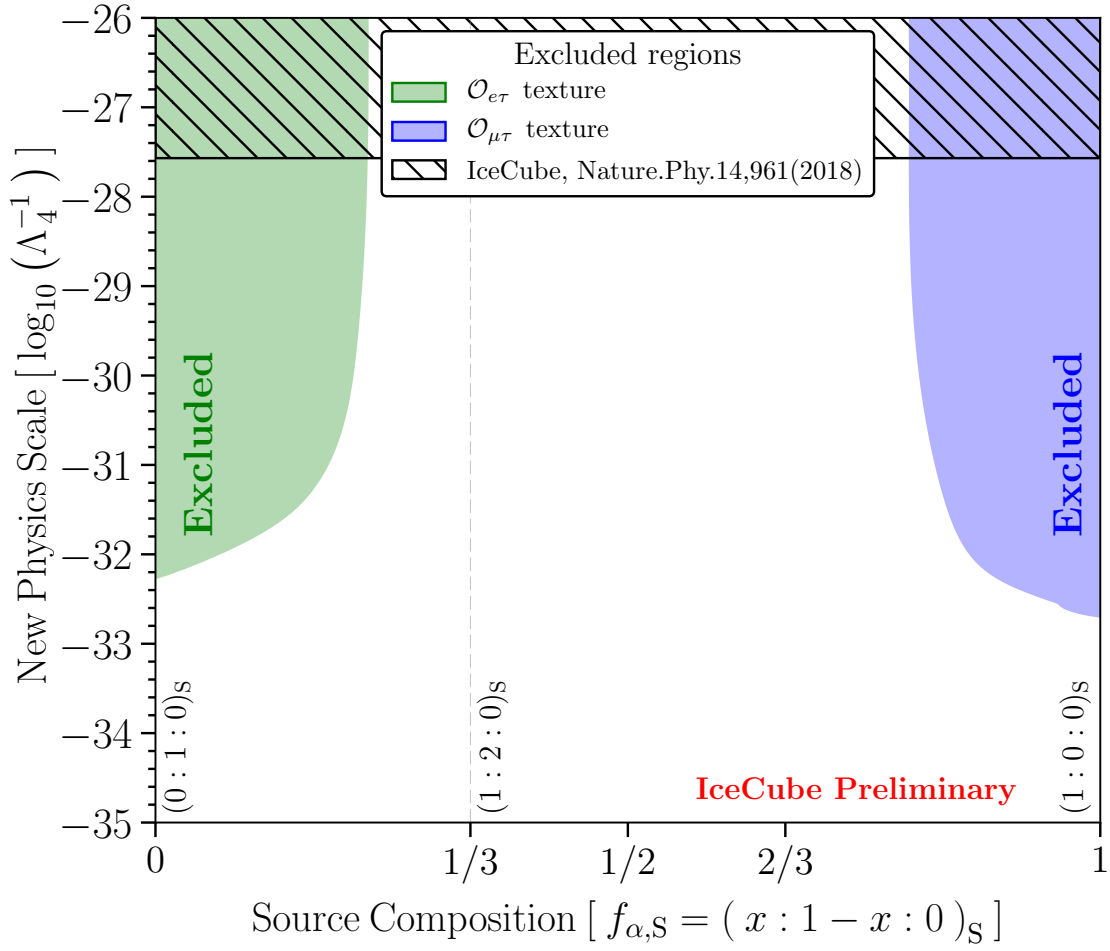 New Physics Scale [ log₁₀ (Λ₄⁻¹) ]
−26
−27
−28
−29
−30
−31
−32
−33
−34
−35
Excluded regions
𝒪ₑτ texture
𝒪μτ texture
IceCube, Nature.Phy.14,961(2018)
Excluded
Excluded
(0 : 1 : 0)S
(1 : 2 : 0)S
(1 : 0 : 0)S
IceCube Preliminary
0
1/3
1/2
2/3
1
Source Composition [ fα,S = ( x : 1 − x : 0 )S ]